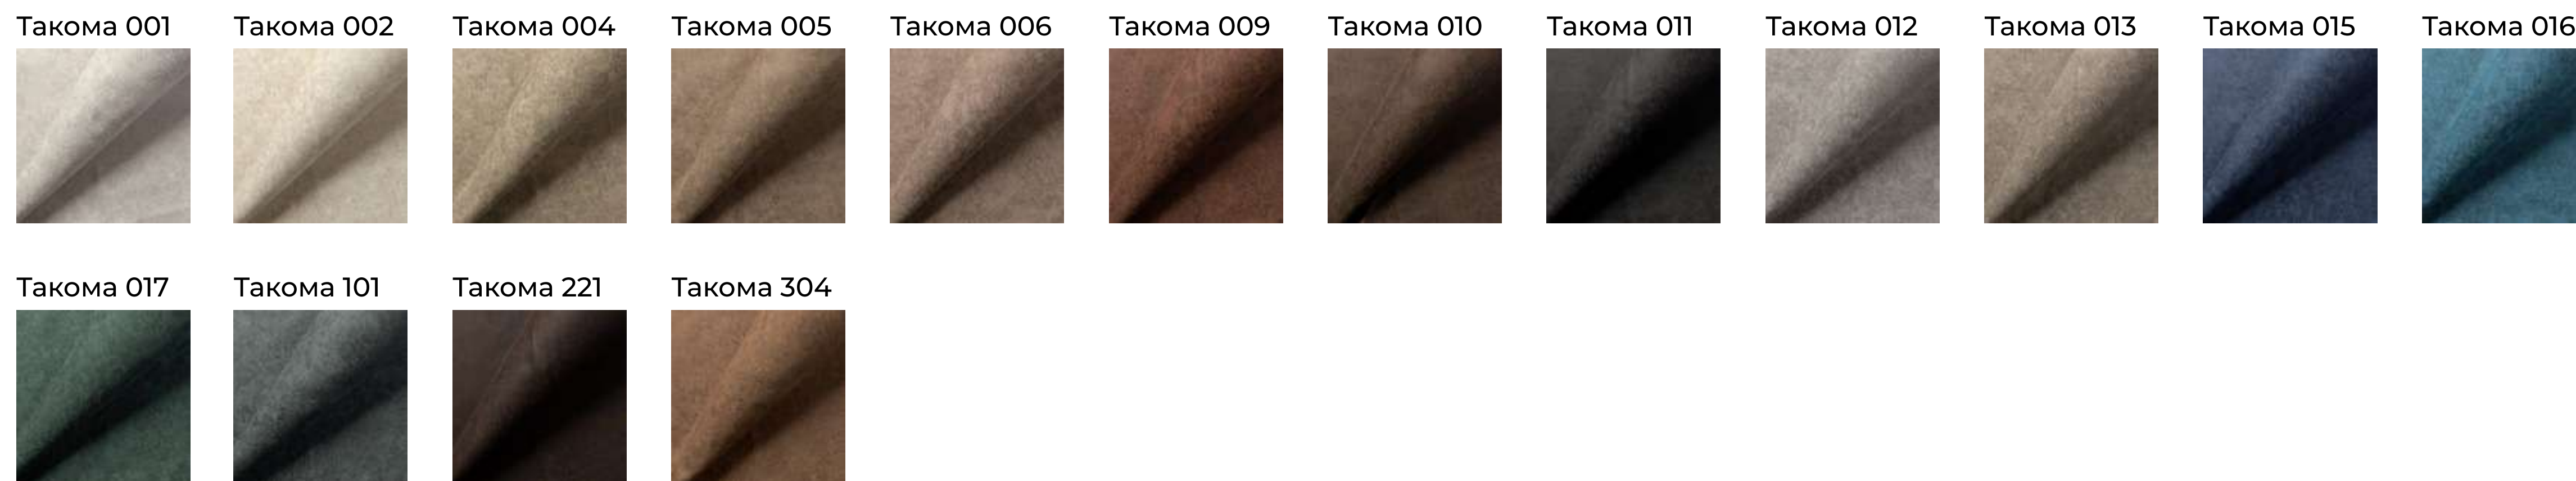 Такома 001
Такома 002
Такома 004
Такома 005
Такома 006
Такома 009
Такома 010
Такома 011
Такома 012
Такома 013
Такома 015
Такома 016
Такома 017
Такома 101
Такома 221
Такома 304